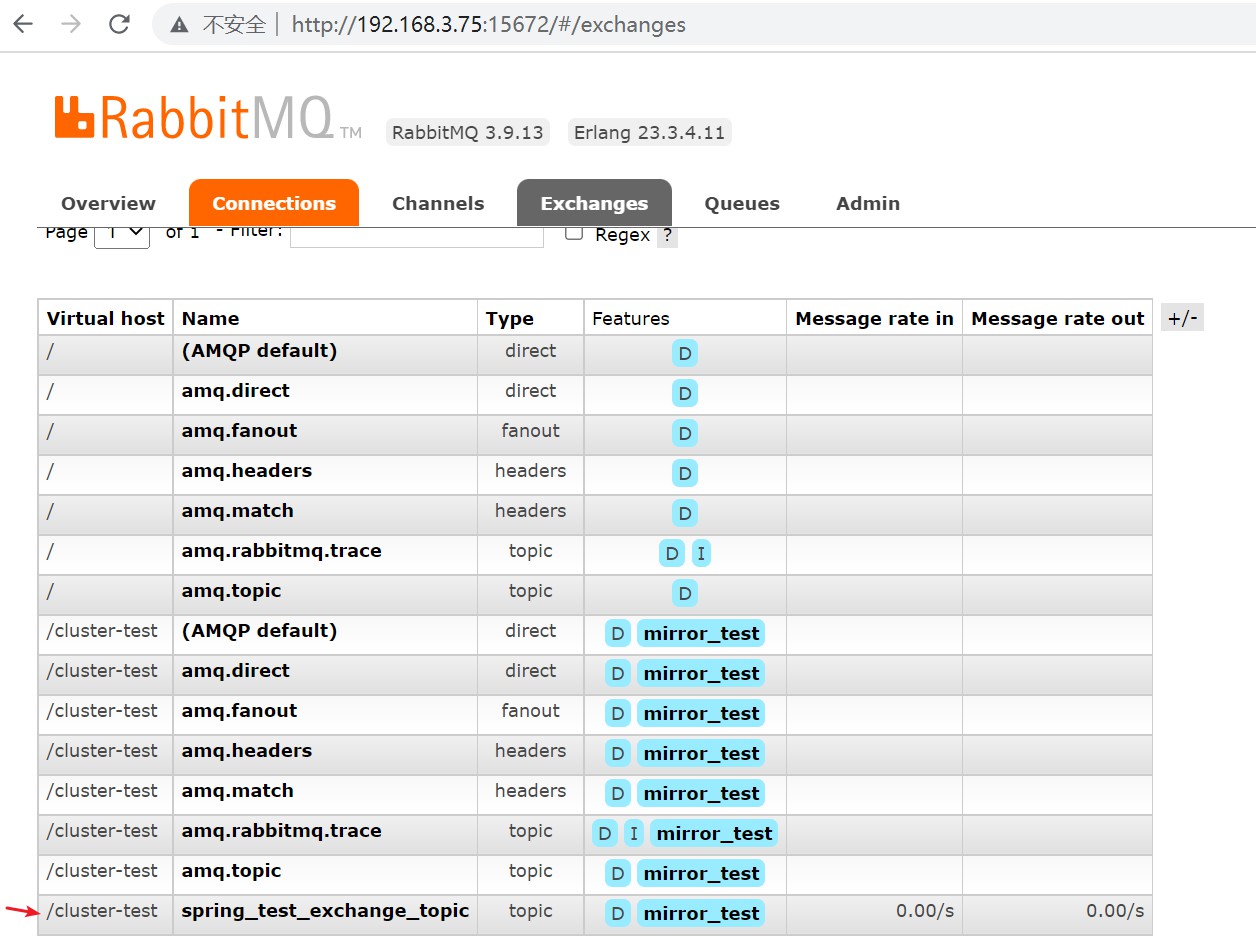 不安全 http://192.168.3.75:15672/#/exchanges
RabbitMQ TM RabbitMQ 3.9.13 Erlang 23.3.4.11
Overview Connections Channels Exchanges Queues Admin
Page 1 of 1 - Filter: Regex ?
Virtual host Name Type Features Message rate in Message rate out +/-
/ (AMQP default) direct D
/ amq.direct direct D
/ amq.fanout fanout D
/ amq.headers headers D
/ amq.match headers D
/ amq.rabbitmq.trace topic D I
/ amq.topic topic D
/cluster-test (AMQP default) direct D mirror_test
/cluster-test amq.direct direct D mirror_test
/cluster-test amq.fanout fanout D mirror_test
/cluster-test amq.headers headers D mirror_test
/cluster-test amq.match headers D mirror_test
/cluster-test amq.rabbitmq.trace topic D I mirror_test
/cluster-test amq.topic topic D mirror_test
/cluster-test spring_test_exchange_topic topic D mirror_test 0.00/s 0.00/s